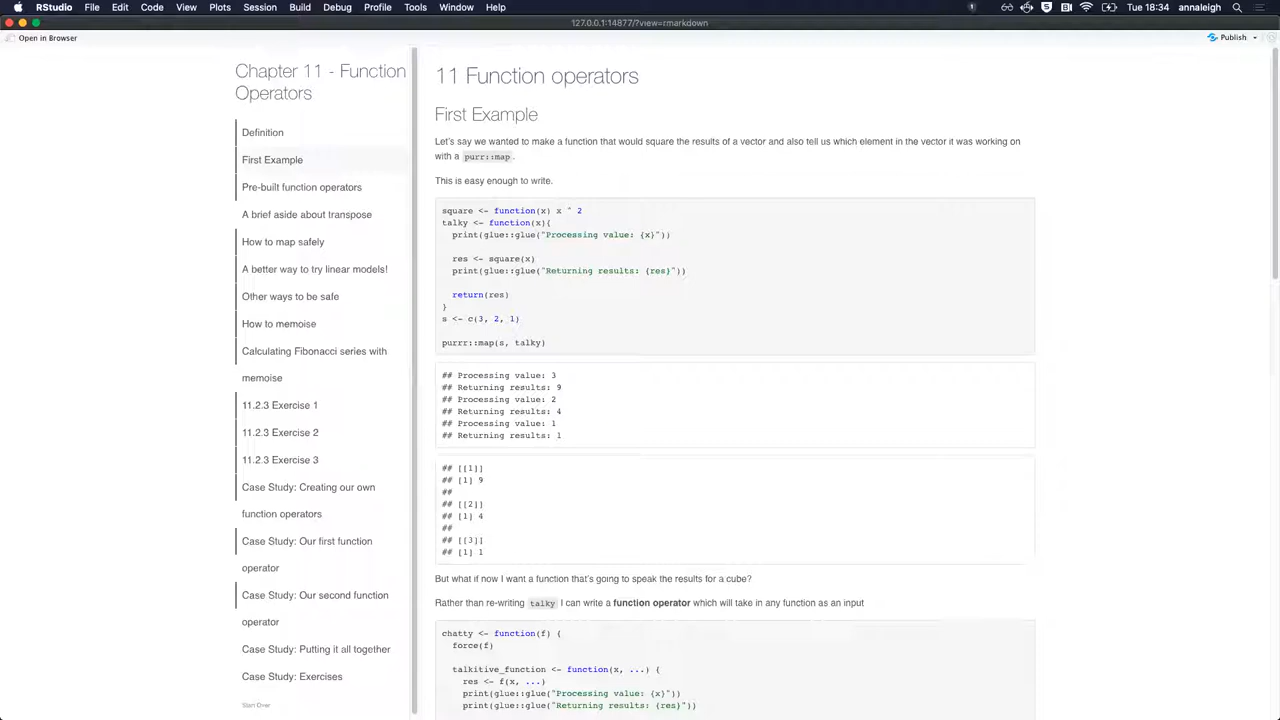 RStudio File Edit Code View Plots Session Build Debug Profile Tools Window Help Tue 18:34 annaleigh
127.0.0.1:14877/?view=rmarkdown
Open in Browser Publish
Chapter 11 - Function
Operators
Definition
First Example
Pre-built function operators
A brief aside about transpose
How to map safely
A better way to try linear models!
Other ways to be safe
How to memoise
Calculating Fibonacci series with
memoise
11.2.3 Exercise 1
11.2.3 Exercise 2
11.2.3 Exercise 3
Case Study: Creating our own
function operators
Case Study: Our first function
operator
Case Study: Our second function
operator
Case Study: Putting it all together
Case Study: Exercises
Start Over
11 Function operators
First Example
Let's say we wanted to make a function that would square the results of a vector and also tell us which element in the vector it was working on
with a purr::map.
This is easy enough to write.
square <- function(x) x ^ 2
talky <- function(x){
print(glue::glue("Processing value: {x}"))
res <- square(x)
print(glue::glue("Returning results: {res}"))
return(res)
}
s <- c(3, 2, 1)
purrr::map(s, talky)
## Processing value: 3
## Returning results: 9
## Processing value: 2
## Returning results: 4
## Processing value: 1
## Returning results: 1
## [[1]]
## [1] 9
##
## [[2]]
## [1] 4
##
## [[3]]
## [1] 1
But what if now I want a function that's going to speak the results for a cube?
Rather than re-writing talky I can write a function operator which will take in any function as an input
chatty <- function(f) {
force(f)
talkitive_function <- function(x, ...) {
res <- f(x, ...)
print(glue::glue("Processing value: {x}"))
print(glue::glue("Returning results: {res}"))